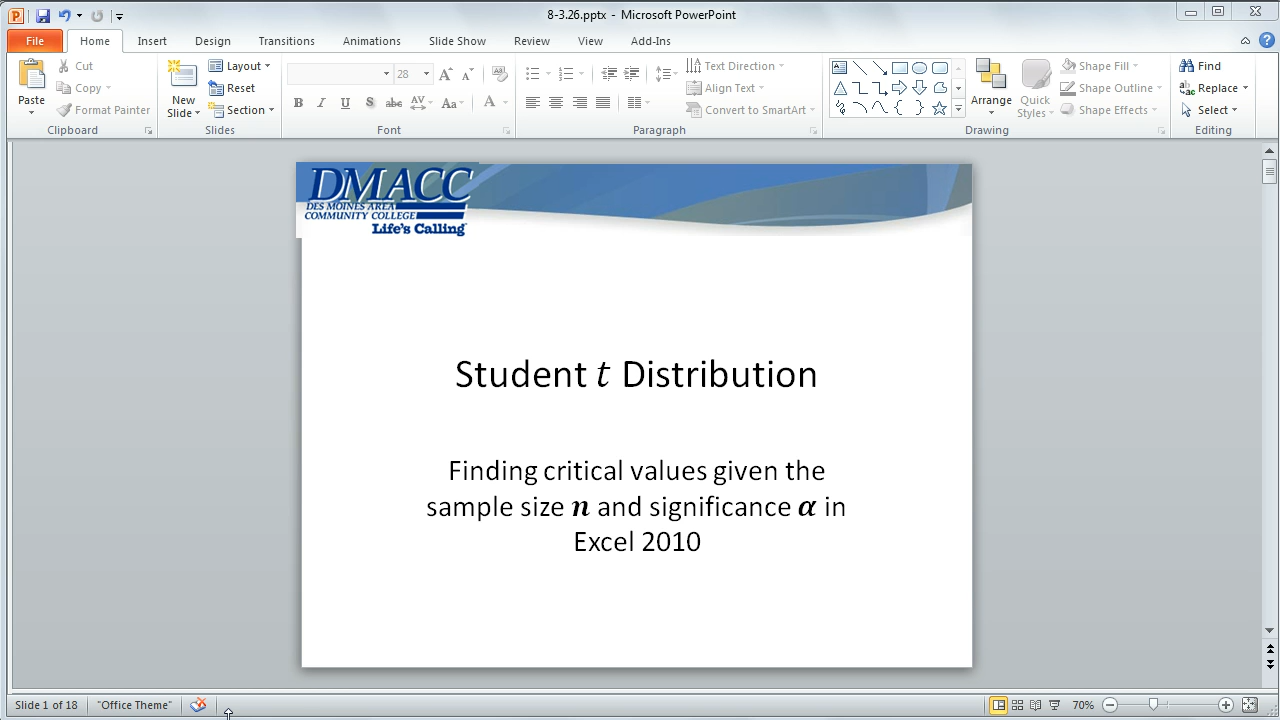 8-3.26.pptx - Microsoft PowerPoint
File Home Insert Design Transitions Animations Slide Show Review View Add-Ins
Paste
Cut
Copy
Format Painter
Clipboard
New
Slide
Layout
Reset
Section
Slides
28
B I U S abc AV Aa A
Font
Text Direction
Align Text
Convert to SmartArt
Paragraph
Arrange
Quick
Styles
Shape Fill
Shape Outline
Shape Effects
Drawing
Find
Replace
Select
Editing
DMACC
DES MOINES AREA
COMMUNITY COLLEGE
Life's Calling
Student t Distribution
Finding critical values given the
sample size n and significance α in
Excel 2010
Slide 1 of 18 "Office Theme" 70%